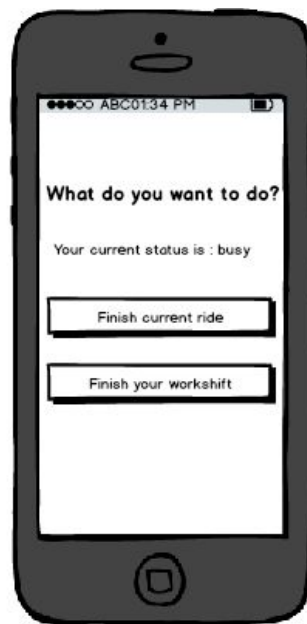 ABC01:34 PM
What do you want to do?
Your current status is : busy
Finish current ride
Finish your workshift